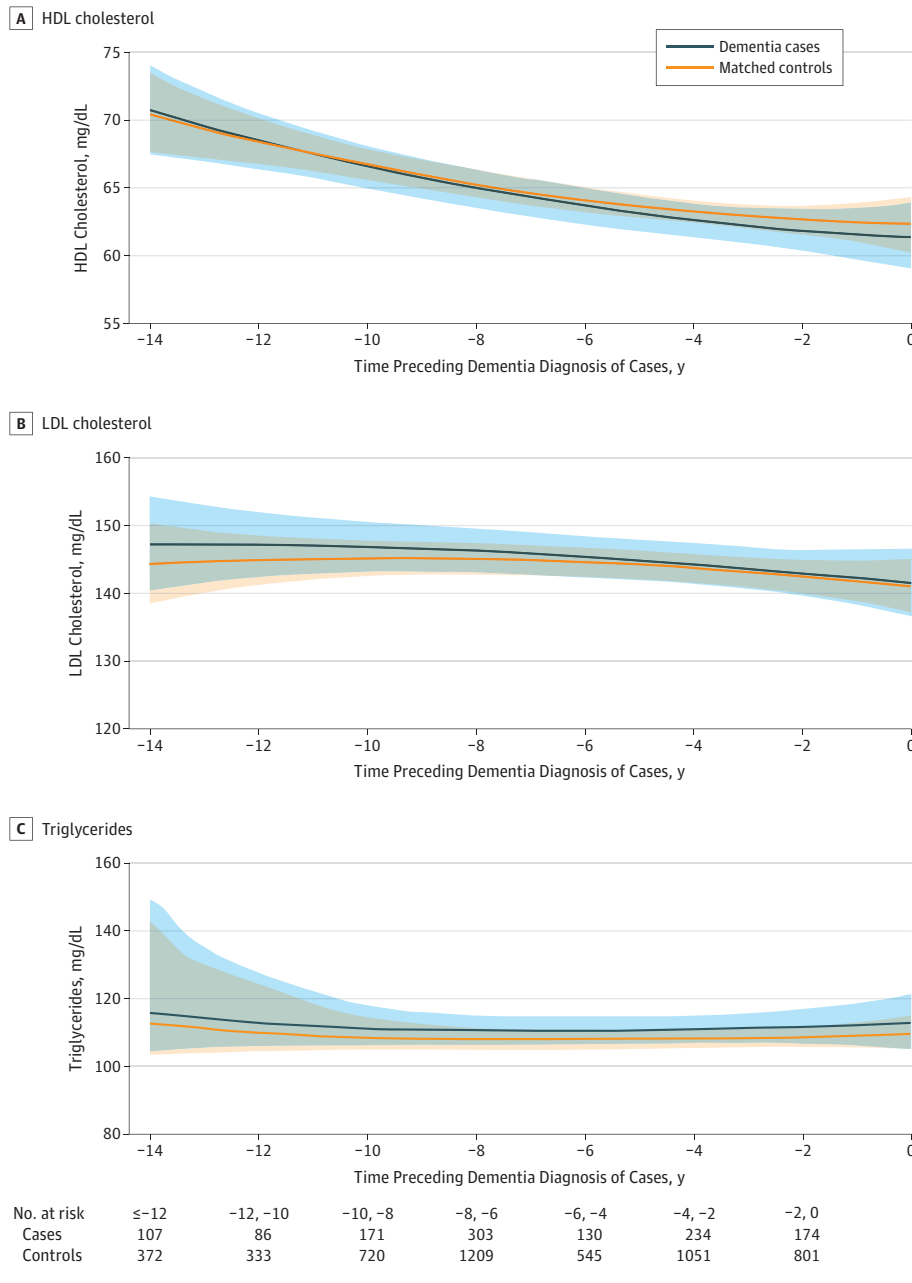 A HDL cholesterol
Dementia cases
Matched controls
75
70
65
60
55
HDL Cholesterol, mg/dL
−14 −12 −10 −8 −6 −4 −2 0
Time Preceding Dementia Diagnosis of Cases, y
B LDL cholesterol
160
150
140
130
120
LDL Cholesterol, mg/dL
−14 −12 −10 −8 −6 −4 −2 0
Time Preceding Dementia Diagnosis of Cases, y
C Triglycerides
160
140
120
100
80
Triglycerides, mg/dL
−14 −12 −10 −8 −6 −4 −2 0
Time Preceding Dementia Diagnosis of Cases, y
No. at risk ≤−12 −12, −10 −10, −8 −8, −6 −6, −4 −4, −2 −2, 0
Cases 107 86 171 303 130 234 174
Controls 372 333 720 1209 545 1051 801